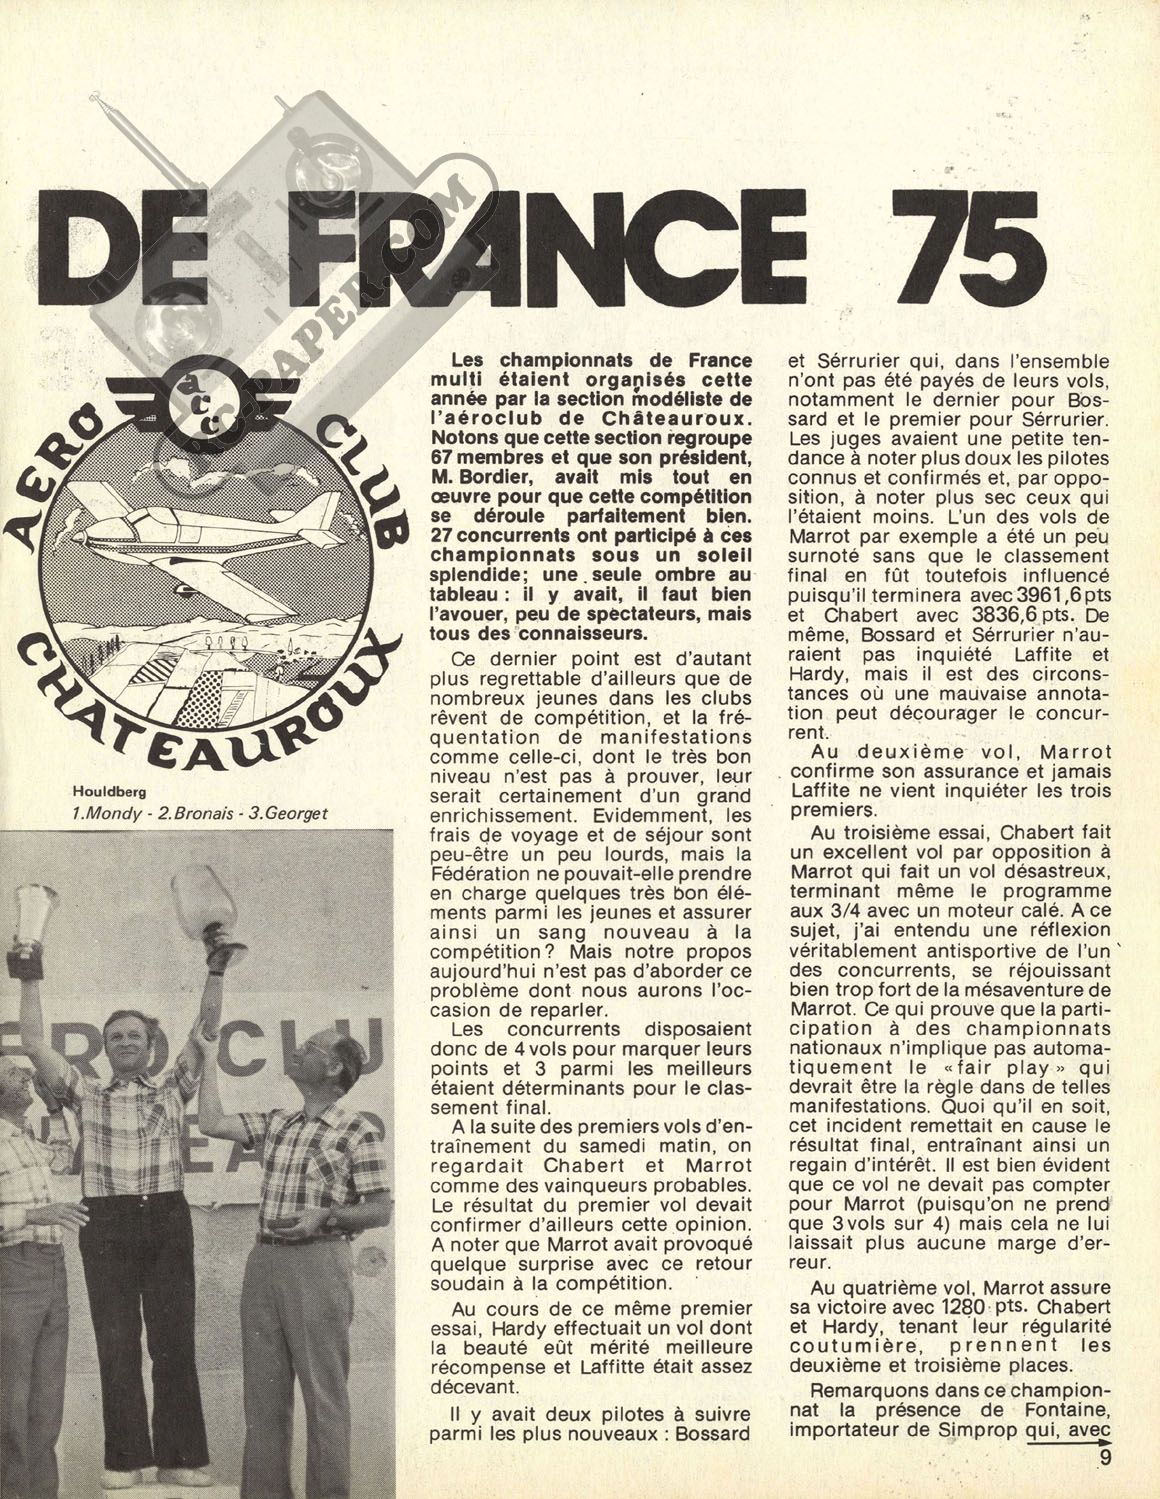 DE FRANCE 75
RC-PAPER.COM
acc
AERO CLUB
CHATEAUROUX
Houldberg
1.Mondy - 2.Bronais - 3.Georget
AERO CLU
Les championnats de France
multi étaient organisés cette
année par la section modéliste de
l'aéroclub de Châteauroux.
Notons que cette section regroupe
67 membres et que son président,
M. Bordier, avait mis tout en
œuvre pour que cette compétition
se déroule parfaitement bien.
27 concurrents ont participé à ces
championnats sous un soleil
splendide; une seule ombre au
tableau : il y avait, il faut bien
l'avouer, peu de spectateurs, mais
tous des connaisseurs.
Ce dernier point est d'autant
plus regrettable d'ailleurs que de
nombreux jeunes dans les clubs
rêvent de compétition, et la fré-
quentation de manifestations
comme celle-ci, dont le très bon
niveau n'est pas à prouver, leur
serait certainement d'un grand
enrichissement. Evidemment, les
frais de voyage et de séjour sont
peu-être un peu lourds, mais la
Fédération ne pouvait-elle prendre
en charge quelques très bon élé-
ments parmi les jeunes et assurer
ainsi un sang nouveau à la
compétition? Mais notre propos
aujourd'hui n'est pas d'aborder ce
problème dont nous aurons l'oc-
casion de reparler.
Les concurrents disposaient
donc de 4 vols pour marquer leurs
points et 3 parmi les meilleurs
étaient déterminants pour le clas-
sement final.
A la suite des premiers vols d'en-
traînement du samedi matin, on
regardait Chabert et Marrot
comme des vainqueurs probables.
Le résultat du premier vol devait
confirmer d'ailleurs cette opinion.
A noter que Marrot avait provoqué
quelque surprise avec ce retour
soudain à la compétition.
Au cours de ce même premier
essai, Hardy effectuait un vol dont
la beauté eût mérité meilleure
récompense et Laffitte était assez
décevant.
Il y avait deux pilotes à suivre
parmi les plus nouveaux : Bossard
et Sérrurier qui, dans l'ensemble
n'ont pas été payés de leurs vols,
notamment le dernier pour Bos-
sard et le premier pour Sérrurier.
Les juges avaient une petite ten-
dance à noter plus doux les pilotes
connus et confirmés et, par oppo-
sition, à noter plus sec ceux qui
l'étaient moins. L'un des vols de
Marrot par exemple a été un peu
surnoté sans que le classement
final en fût toutefois influencé
puisqu'il terminera avec 3961,6 pts
et Chabert avec 3836,6 pts. De
même, Bossard et Sérrurier n'au-
raient pas inquiété Laffite et
Hardy, mais il est des circons-
tances où une mauvaise annota-
tion peut décourager le concur-
rent.
Au deuxième vol, Marrot
confirme son assurance et jamais
Laffite ne vient inquiéter les trois
premiers.
Au troisième essai, Chabert fait
un excellent vol par opposition à
Marrot qui fait un vol désastreux,
terminant même le programme
aux 3/4 avec un moteur calé. A ce
sujet, j'ai entendu une réflexion
véritablement antisportive de l'un
des concurrents, se réjouissant
bien trop fort de la mésaventure de
Marrot. Ce qui prouve que la parti-
cipation à des championnats
nationaux n'implique pas automa-
tiquement le « fair play » qui
devrait être la règle dans de telles
manifestations. Quoi qu'il en soit,
cet incident remettait en cause le
résultat final, entraînant ainsi un
regain d'intérêt. Il est bien évident
que ce vol ne devait pas compter
pour Marrot (puisqu'on ne prend
que 3 vols sur 4) mais cela ne lui
laissait plus aucune marge d'er-
reur.
Au quatrième vol, Marrot assure
sa victoire avec 1280 pts. Chabert
et Hardy, tenant leur régularité
coutumière, prennent les
deuxième et troisième places.
Remarquons dans ce champion-
nat la présence de Fontaine,
importateur de Simprop qui, avec
9